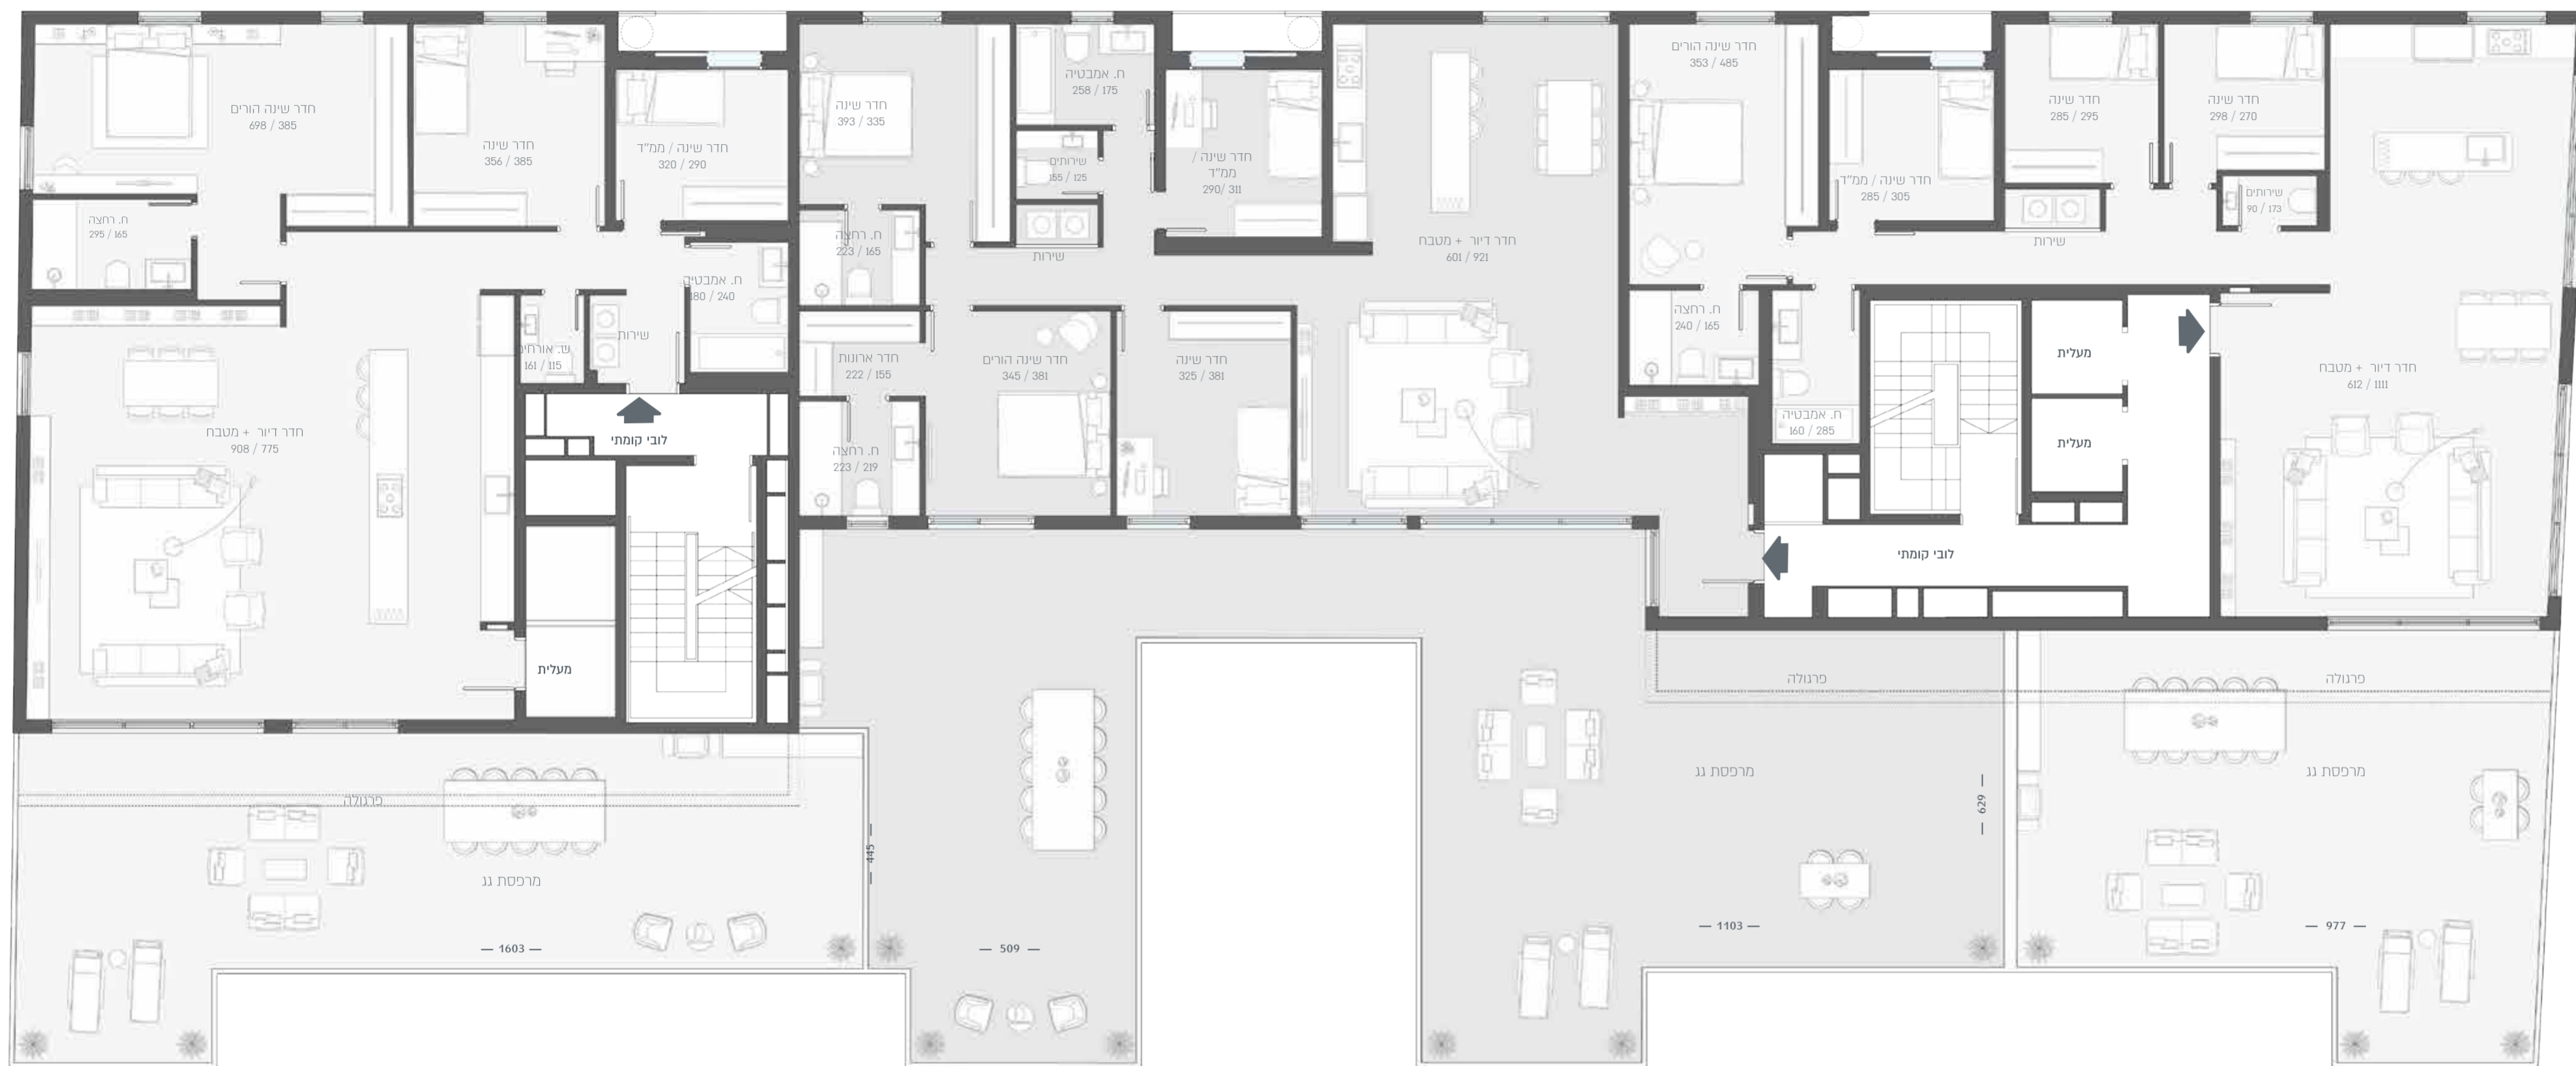 חדר שינה הורים
698 / 385
חדר שינה
356 / 385
חדר שינה / ממ"ד
320 / 290
ח. רחצה
295 / 165
ח. אמבטיה
180 / 240
שירות
ש. אורחים
161 / 115
חדר דיור + מטבח
908 / 775
לובי קומתי
מעלית
פרגולה
מרפסת גג
— 1603 —
— 445 —
חדר שינה
393 / 335
ח. אמבטיה
258 / 175
שירותים
155 / 125
חדר שינה /
ממ"ד
290/ 311
שירות
ח. רחצה
223 / 165
חדר ארונות
222 / 155
חדר שינה הורים
345 / 381
חדר שינה
325 / 381
ח. רחצה
223 / 219
חדר דיור + מטבח
601 / 921
— 509 —
פרגולה
מרפסת גג
— 629 —
— 1103 —
חדר שינה הורים
353 / 485
חדר שינה / ממ"ד
285 / 305
חדר שינה
285 / 295
חדר שינה
298 / 270
שירותים
90 / 173
שירות
ח. רחצה
240 / 165
ח. אמבטיה
160 / 285
מעלית
מעלית
לובי קומתי
חדר דיור + מטבח
612 / 1111
פרגולה
מרפסת גג
— 977 —